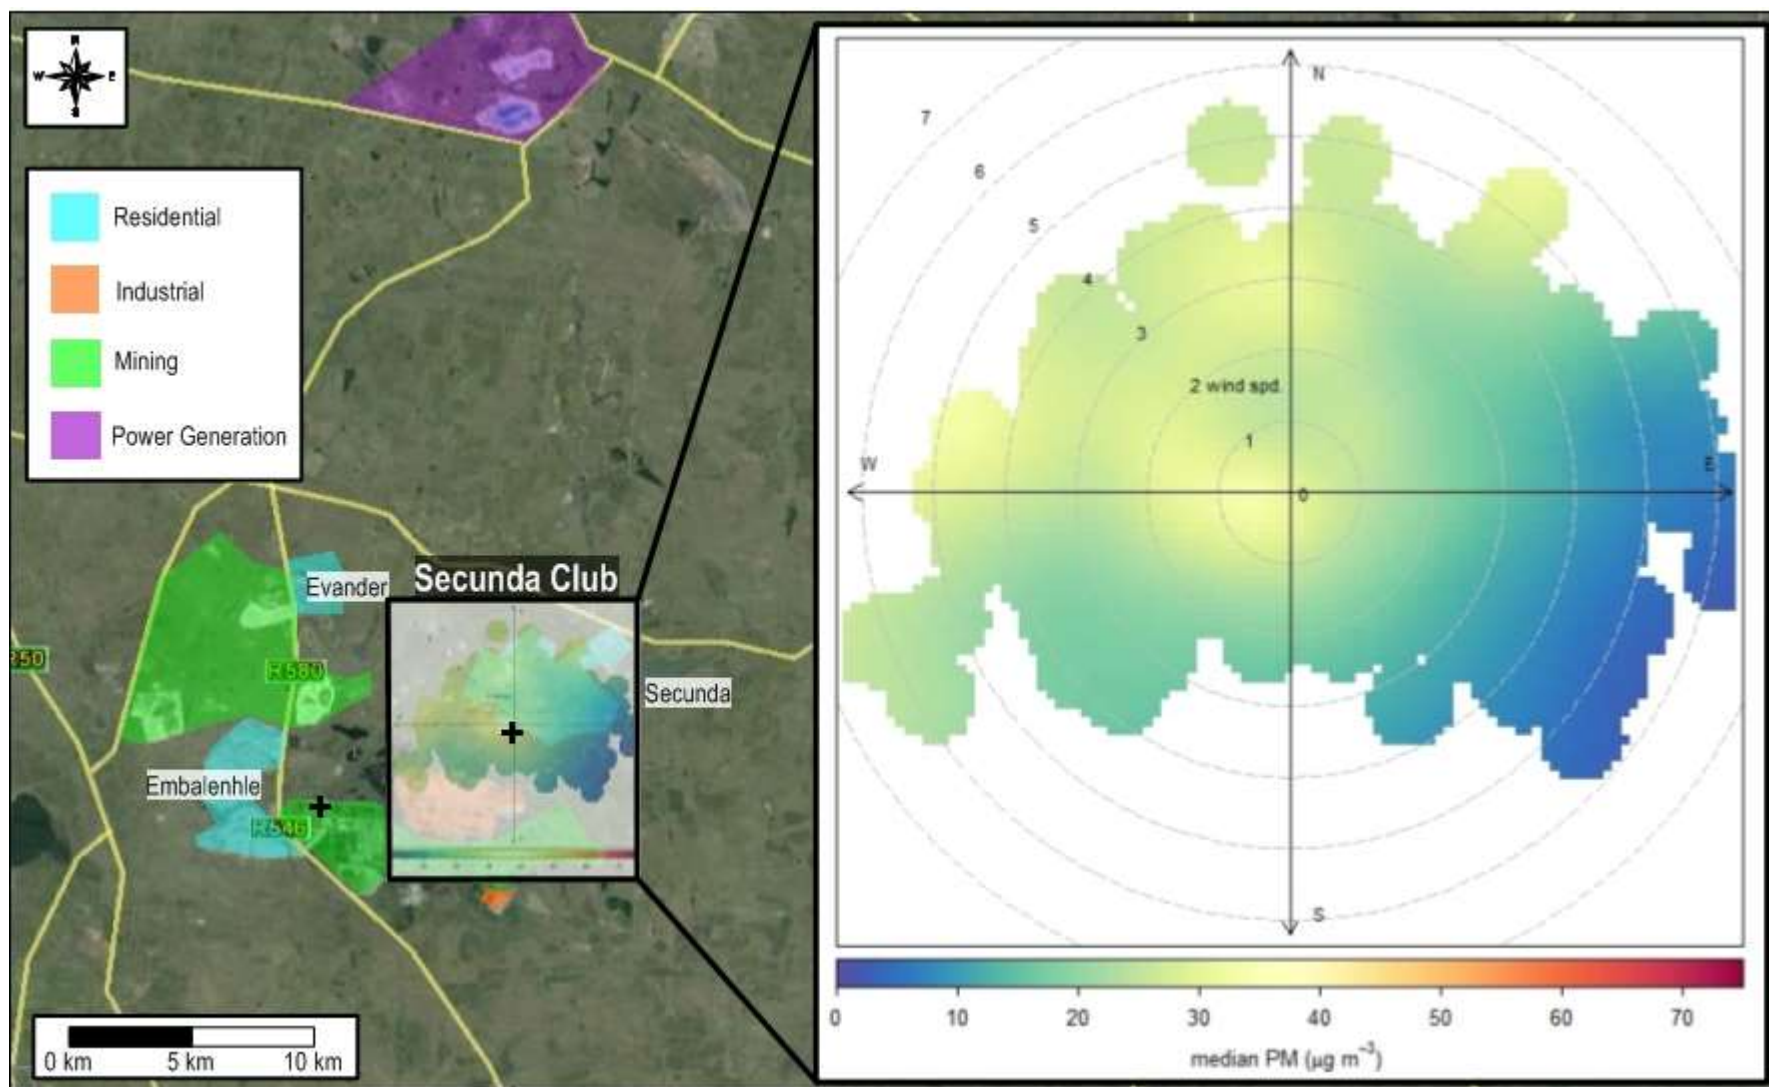 N
W E
S
Residential
Industrial
Mining
Power Generation
Evander
Secunda Club
R50
R580
Secunda
Embalenhle
R546
0 km 5 km 10 km
N
7
6
5
4
3
2 wind spd.
1
W E
0
S
0 10 20 30 40 50 60 70
median PM (µg m⁻³)